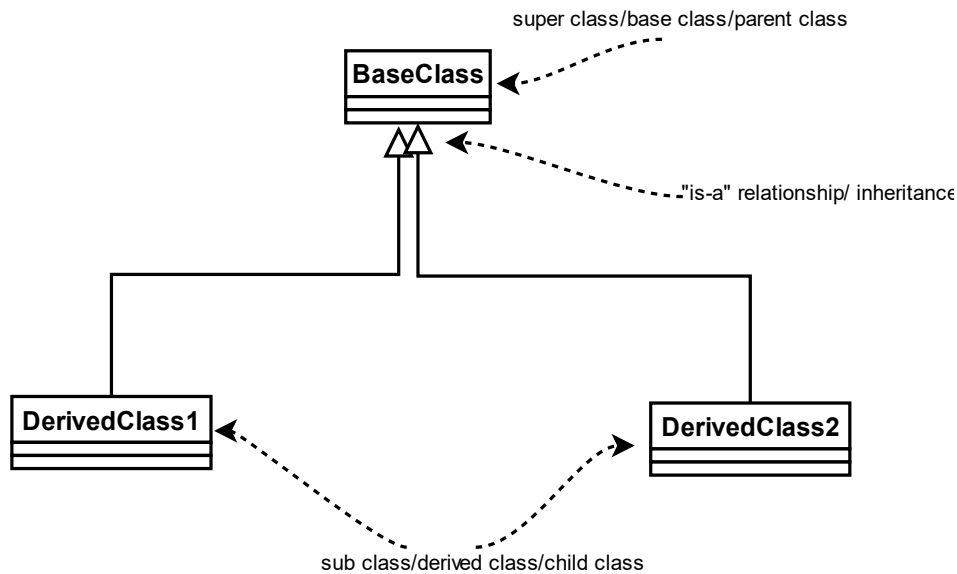 super class/base class/parent class
BaseClass
"is-a" relationship/ inheritance
DerivedClass1
DerivedClass2
sub class/derived class/child class